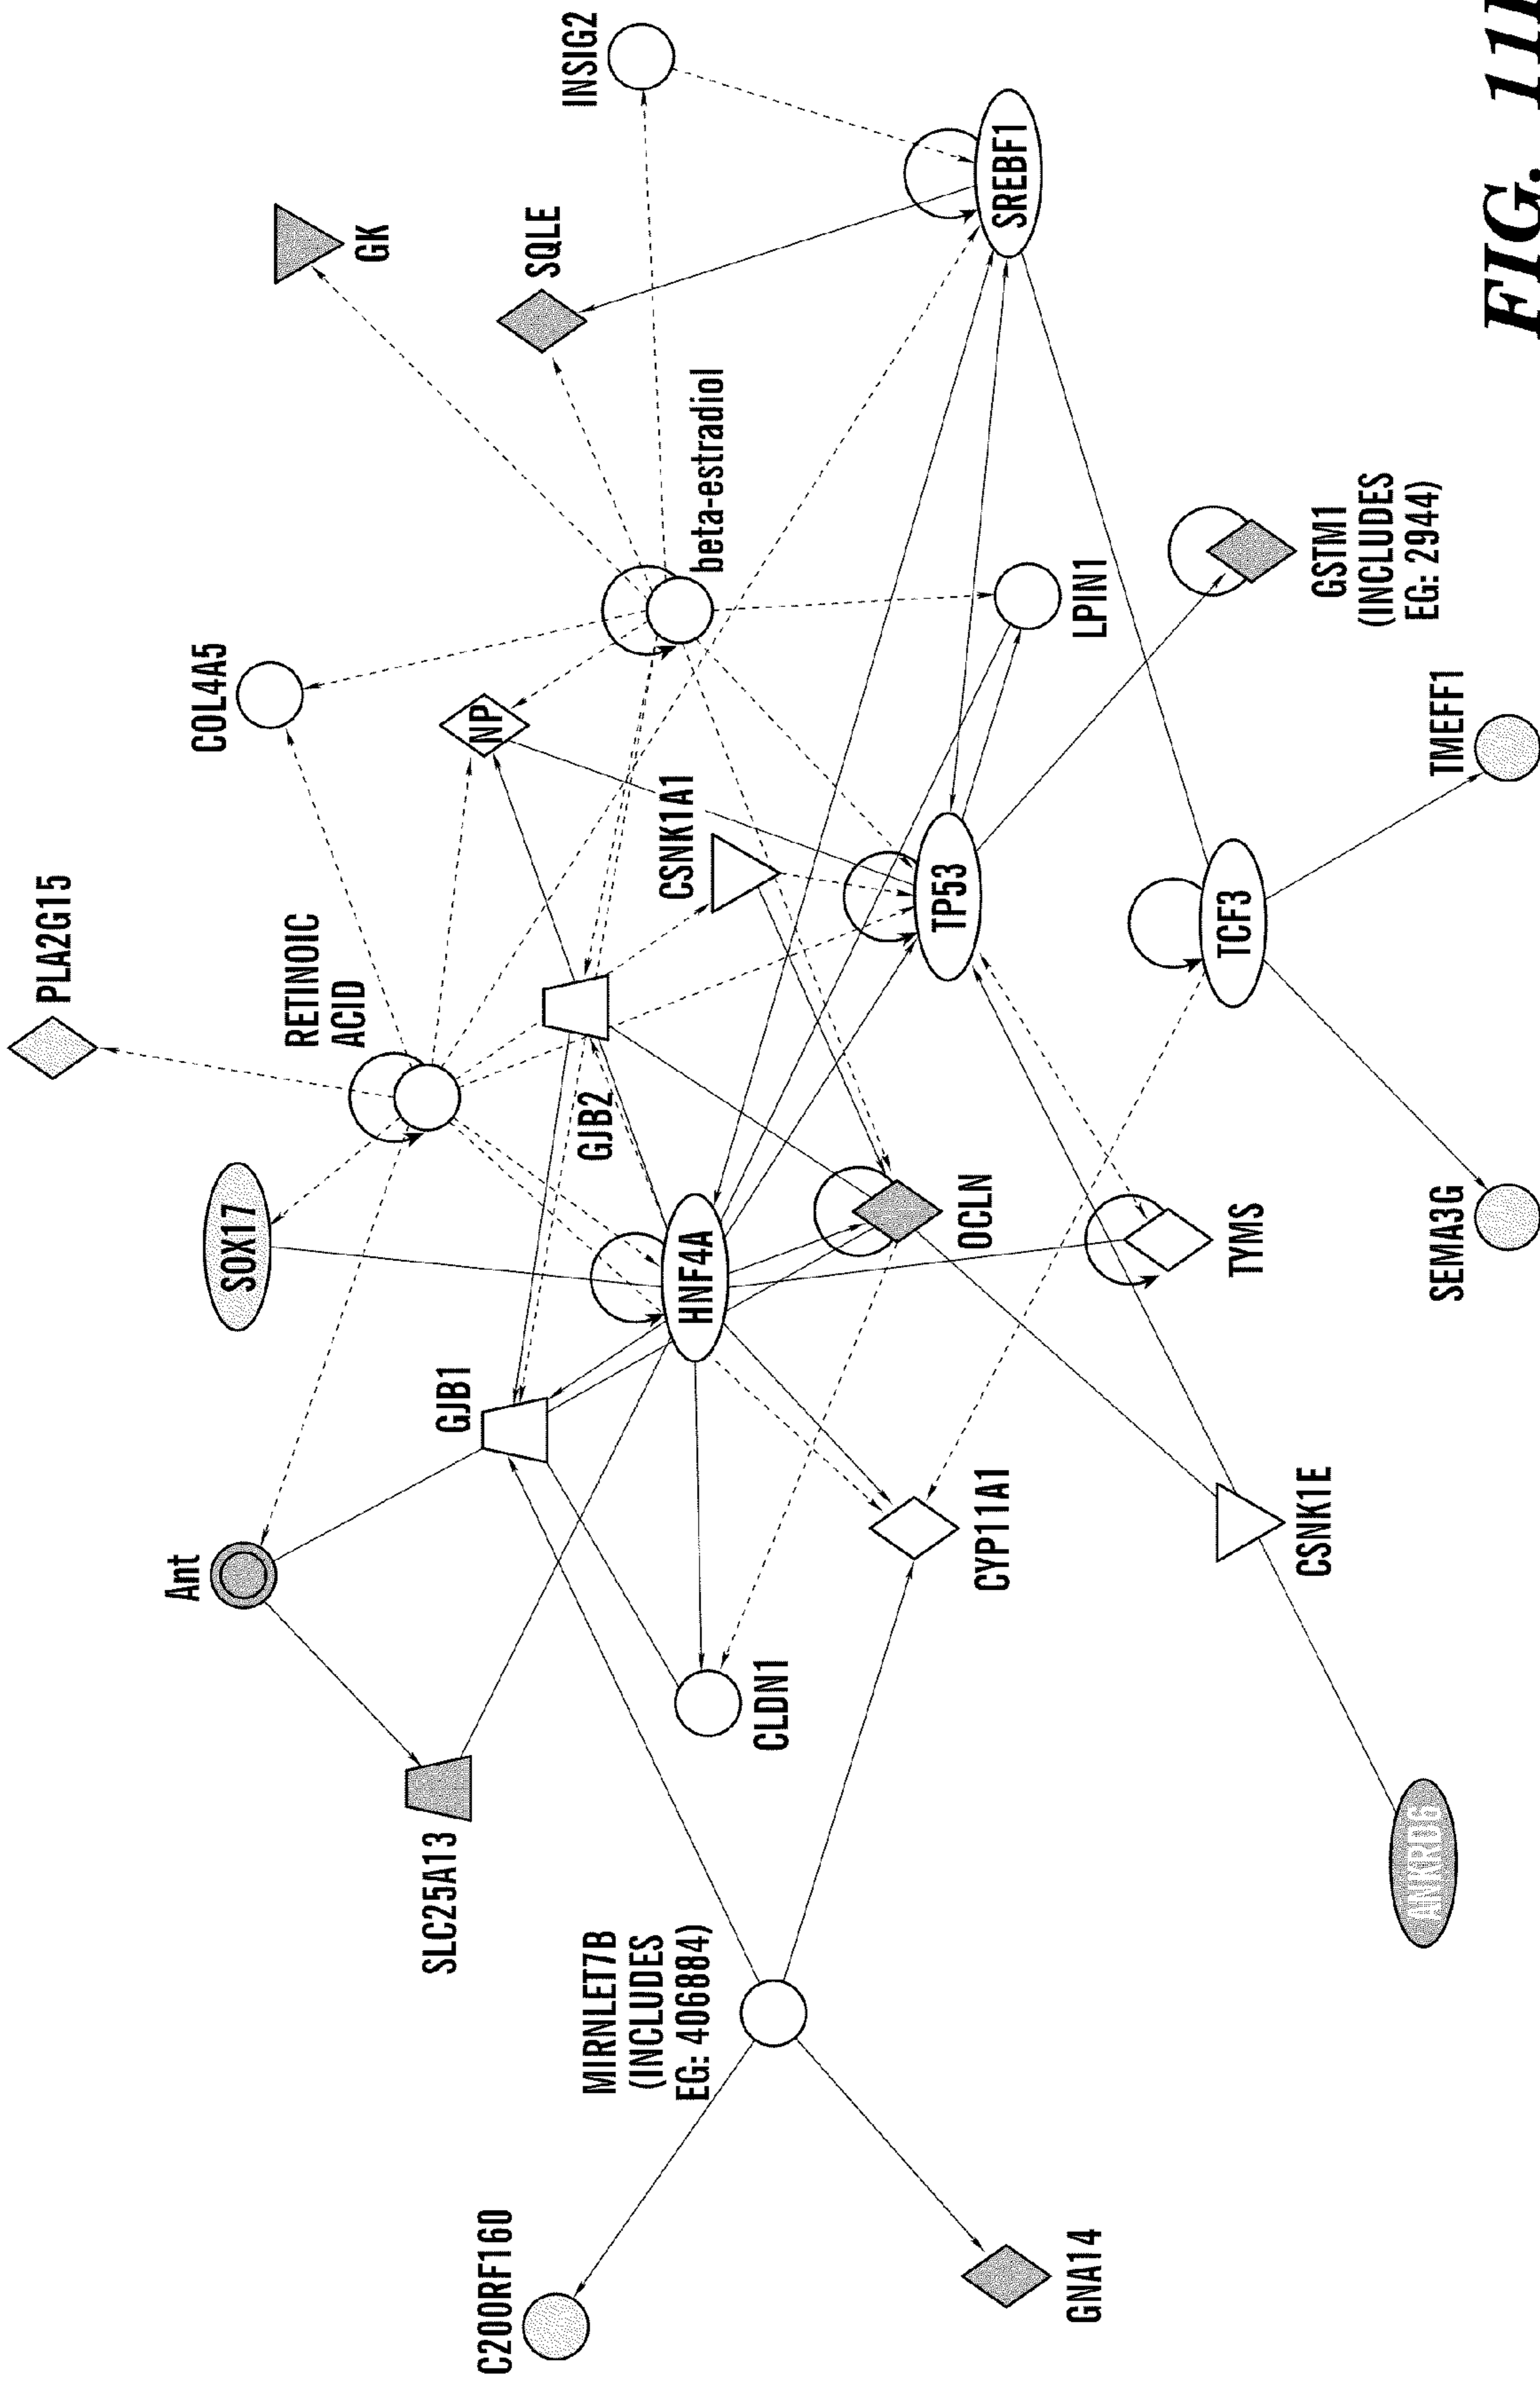 PLA2G15
COL4A5
GK
INSIG2
RETINOIC
ACID
SOX17
Ant
NP
SQLE
beta-estradiol
GJB2
CSNK1A1
GJB1
SLC25A13
HNF4A
TP53
SREBF1
LPIN1
OCLN
CLDN1
MIRNLET7B
(INCLUDES
EG: 406884)
C20ORF160
GNA14
CYP11A1
TYMS
TCF3
GSTM1
(INCLUDES
EG: 2944)
CSNK1E
TMEFF1
SEMA3G
ANKRD6
FIG.